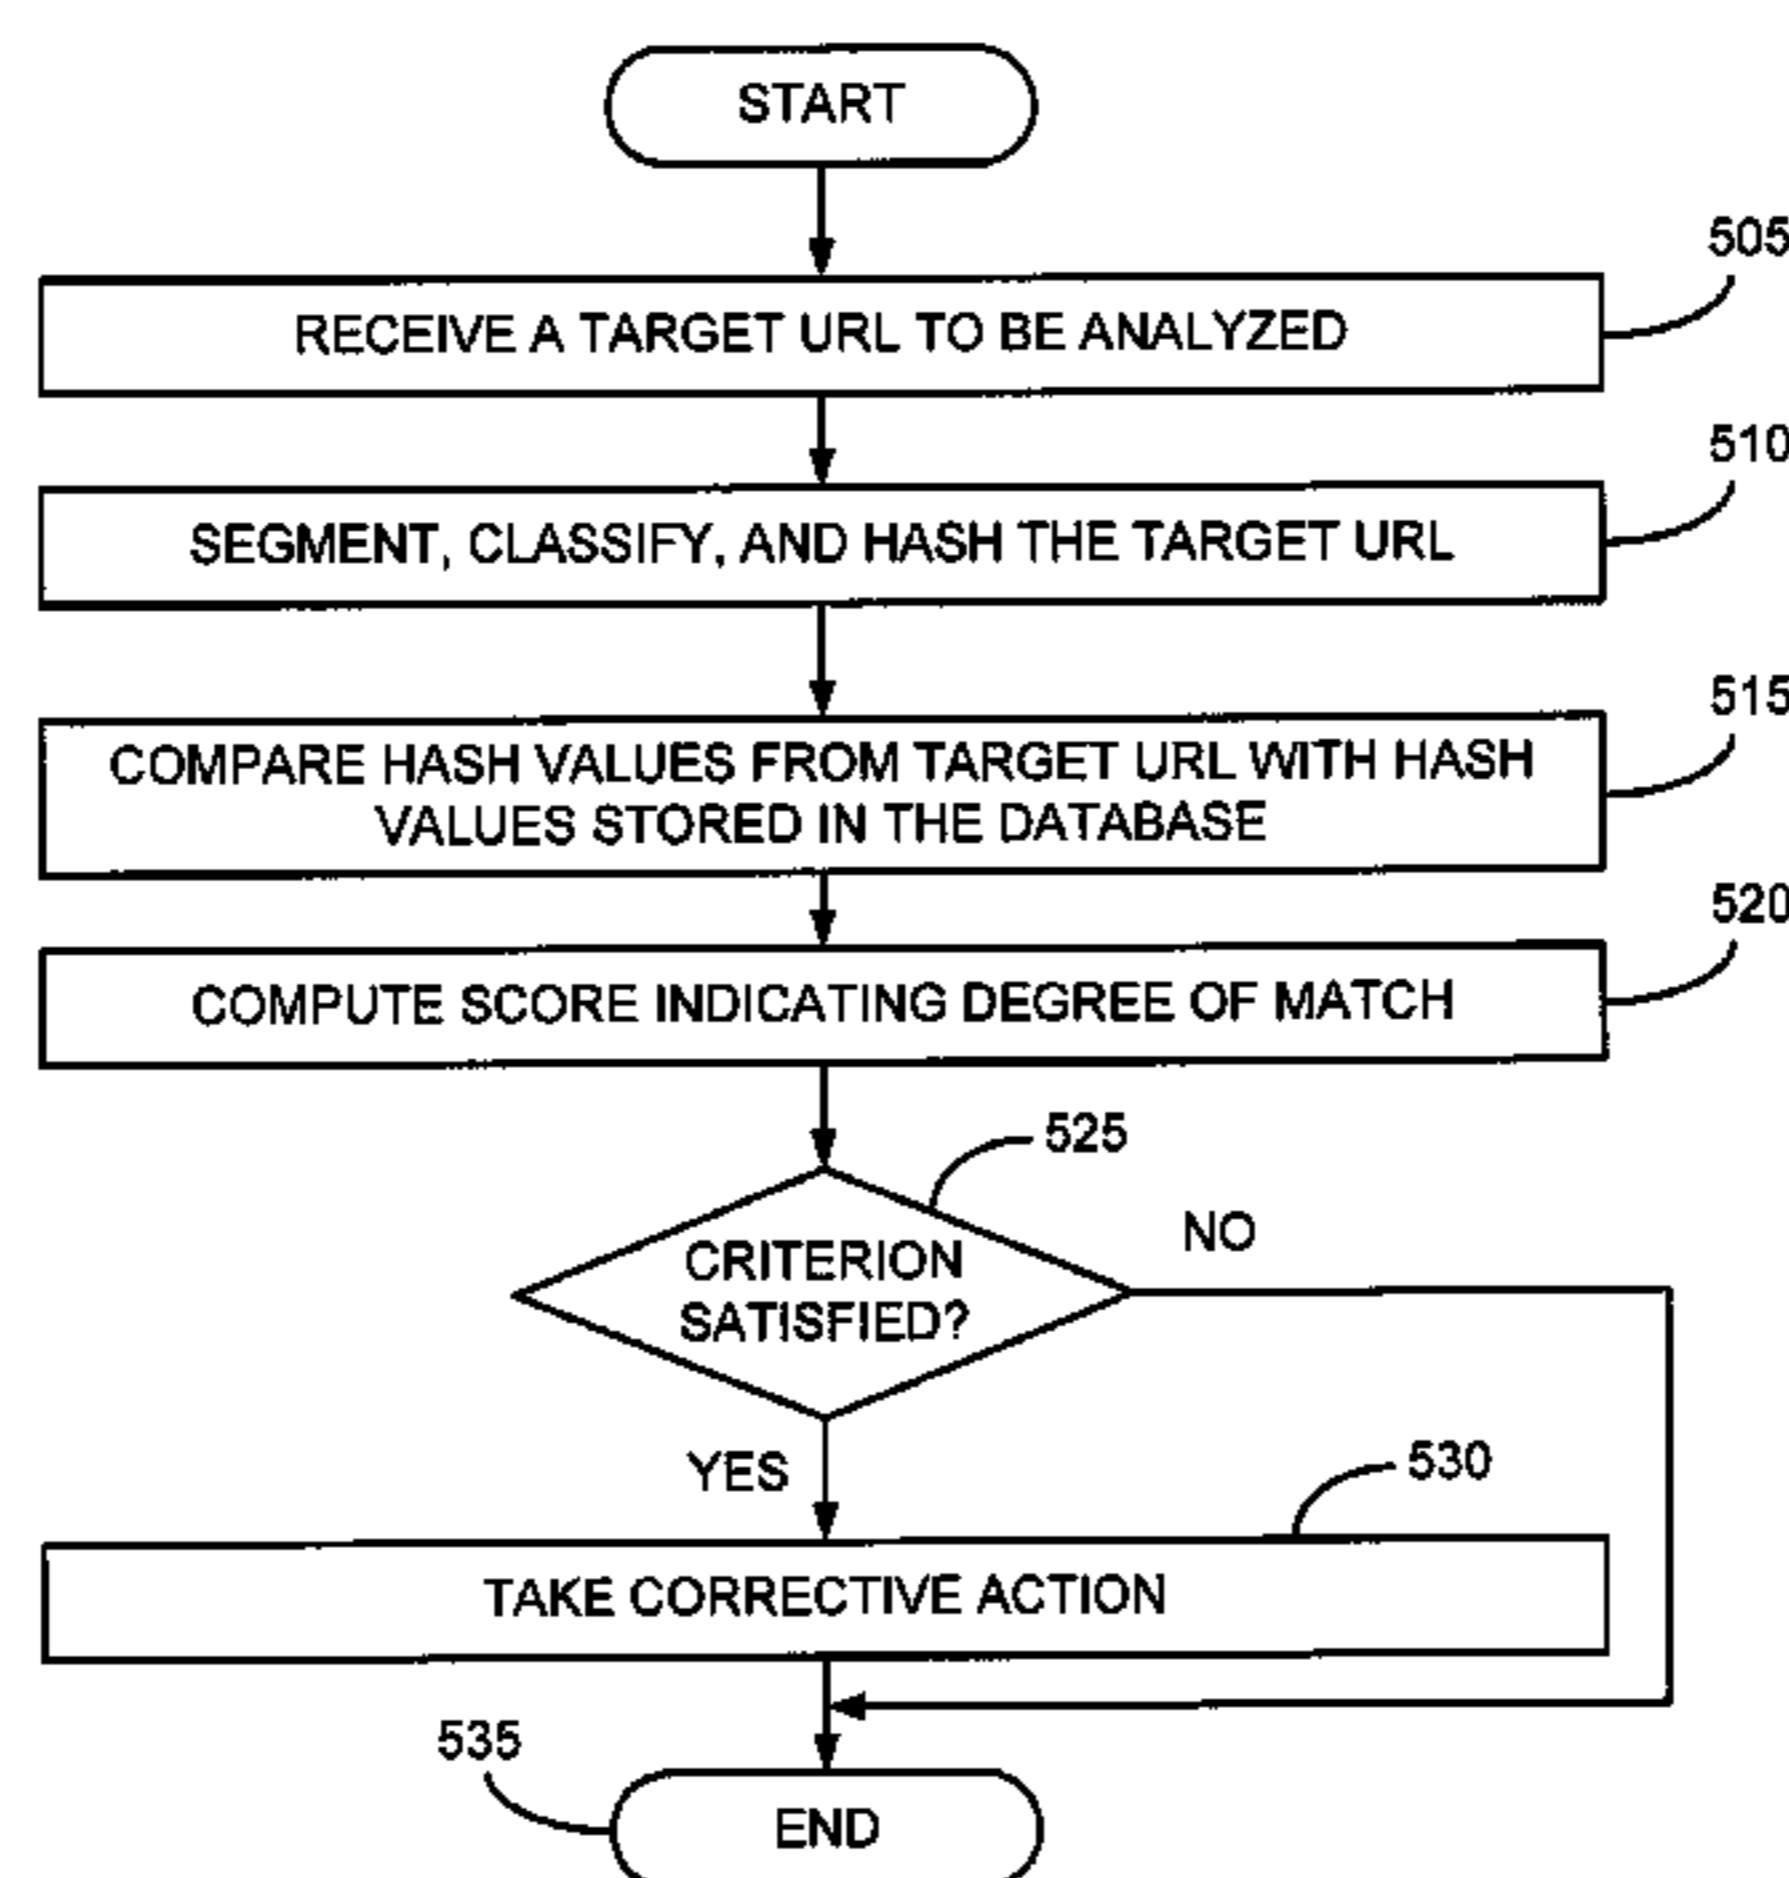 START
505
RECEIVE A TARGET URL TO BE ANALYZED
510
SEGMENT, CLASSIFY, AND HASH THE TARGET URL
515
COMPARE HASH VALUES FROM TARGET URL WITH HASH
VALUES STORED IN THE DATABASE
520
COMPUTE SCORE INDICATING DEGREE OF MATCH
525
CRITERION
SATISFIED?
NO
YES
530
TAKE CORRECTIVE ACTION
535
END